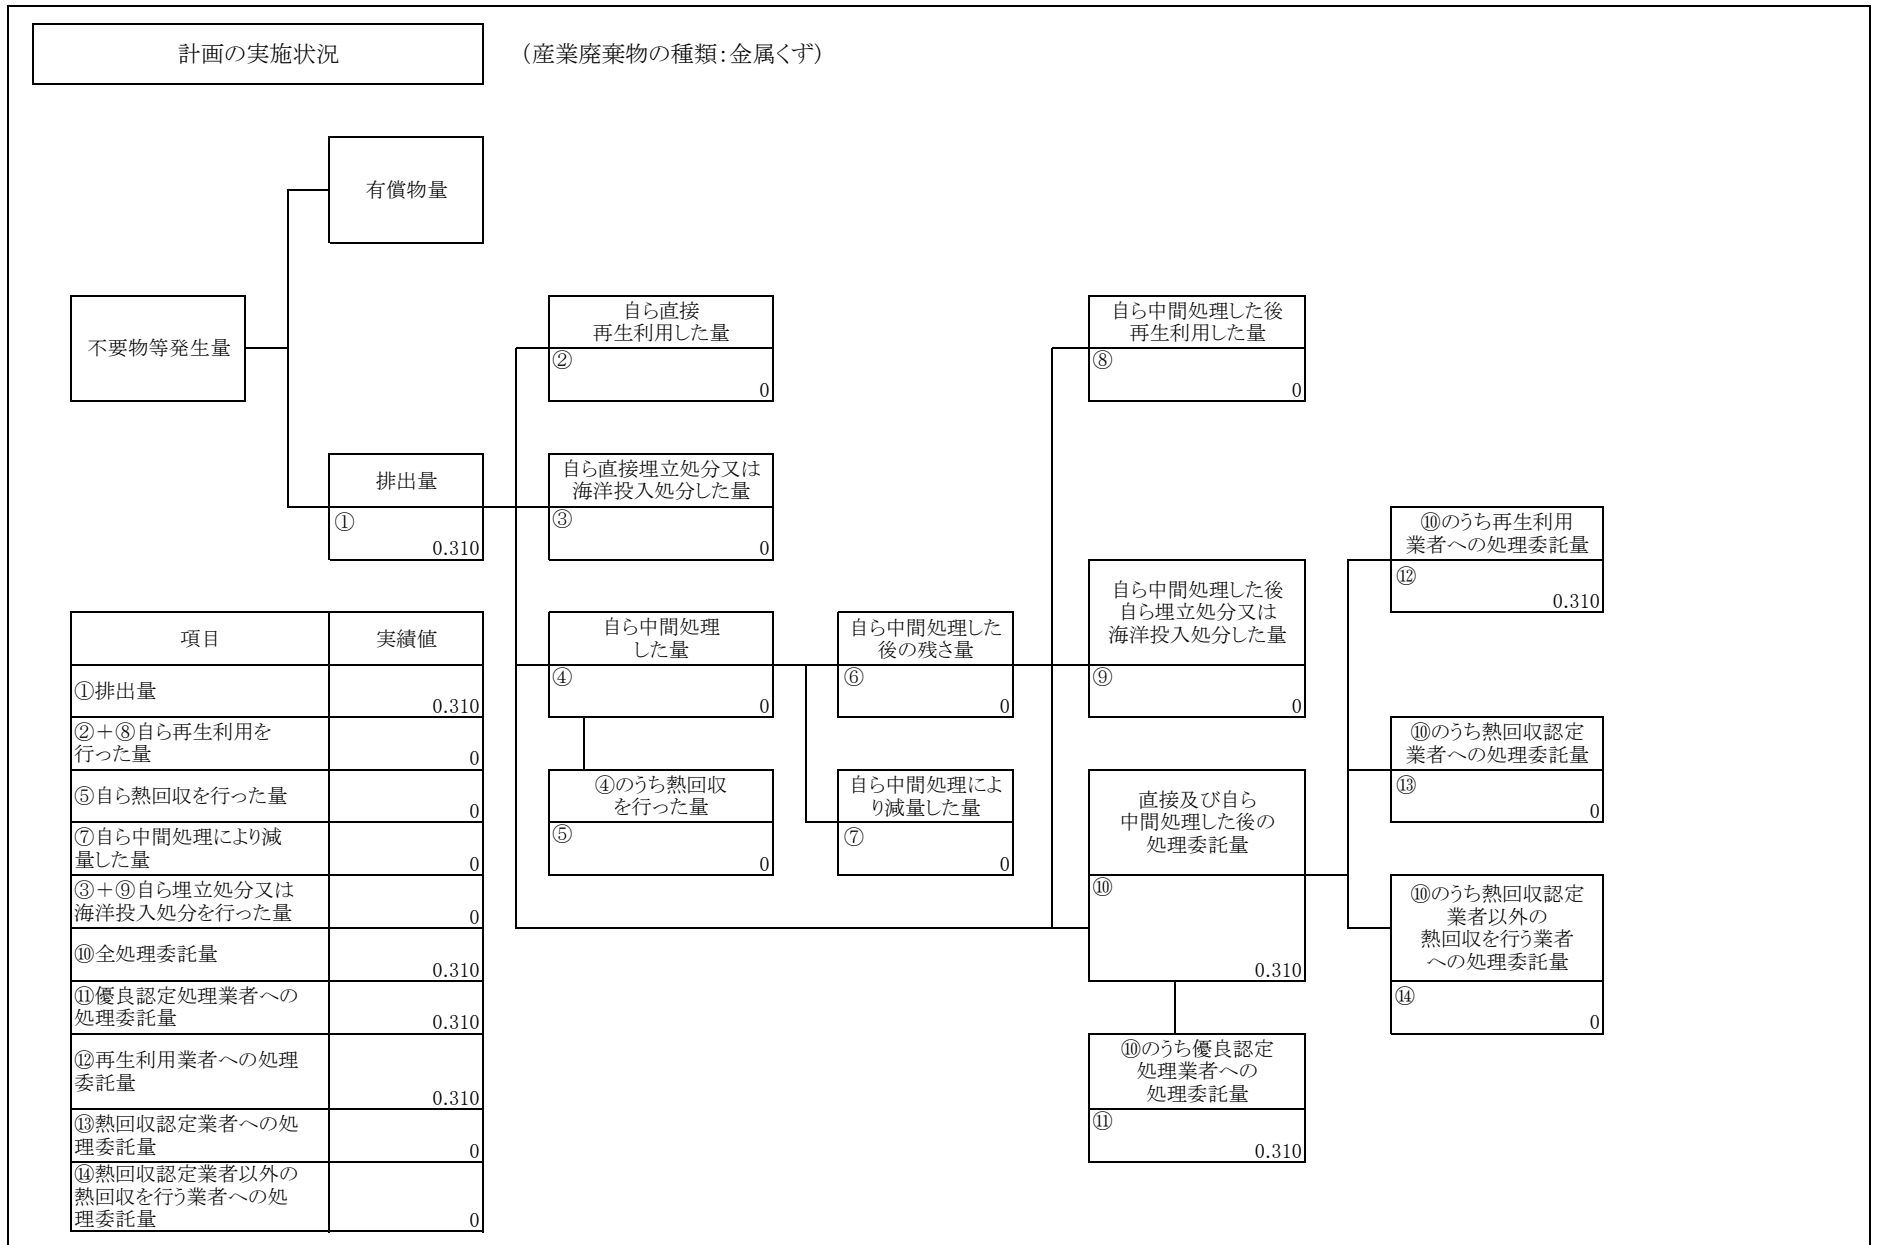 計画の実施状況
（産業廃棄物の種類：金属くず）
有償物量
不要物等発生量
排出量
①
0.310
自ら直接
再生利用した量
②
0
自ら直接埋立処分又は
海洋投入処分した量
③
0
自ら中間処理
した量
④
0
④のうち熱回収
を行った量
⑤
0
自ら中間処理した
後の残さ量
⑥
0
自ら中間処理によ
り減量した量
⑦
0
自ら中間処理した後
再生利用した量
⑧
0
自ら中間処理した後
自ら埋立処分又は
海洋投入処分した量
⑨
0
直接及び自ら
中間処理した後の
処理委託量
⑩
0.310
⑩のうち優良認定
処理業者への
処理委託量
⑪
0.310
⑩のうち再生利用
業者への処理委託量
⑫
0.310
⑩のうち熱回収認定
業者への処理委託量
⑬
0
⑩のうち熱回収認定
業者以外の
熱回収を行う業者
への処理委託量
⑭
0
項目
実績値
①排出量
0.310
②＋⑧自ら再生利用を
行った量
0
⑤自ら熱回収を行った量
0
⑦自ら中間処理により減
量した量
0
③＋⑨自ら埋立処分又は
海洋投入処分を行った量
0
⑩全処理委託量
0.310
⑪優良認定処理業者への
処理委託量
0.310
⑫再生利用業者への処理
委託量
0.310
⑬熱回収認定業者への処
理委託量
0
⑭熱回収認定業者以外の
熱回収を行う業者への処
理委託量
0